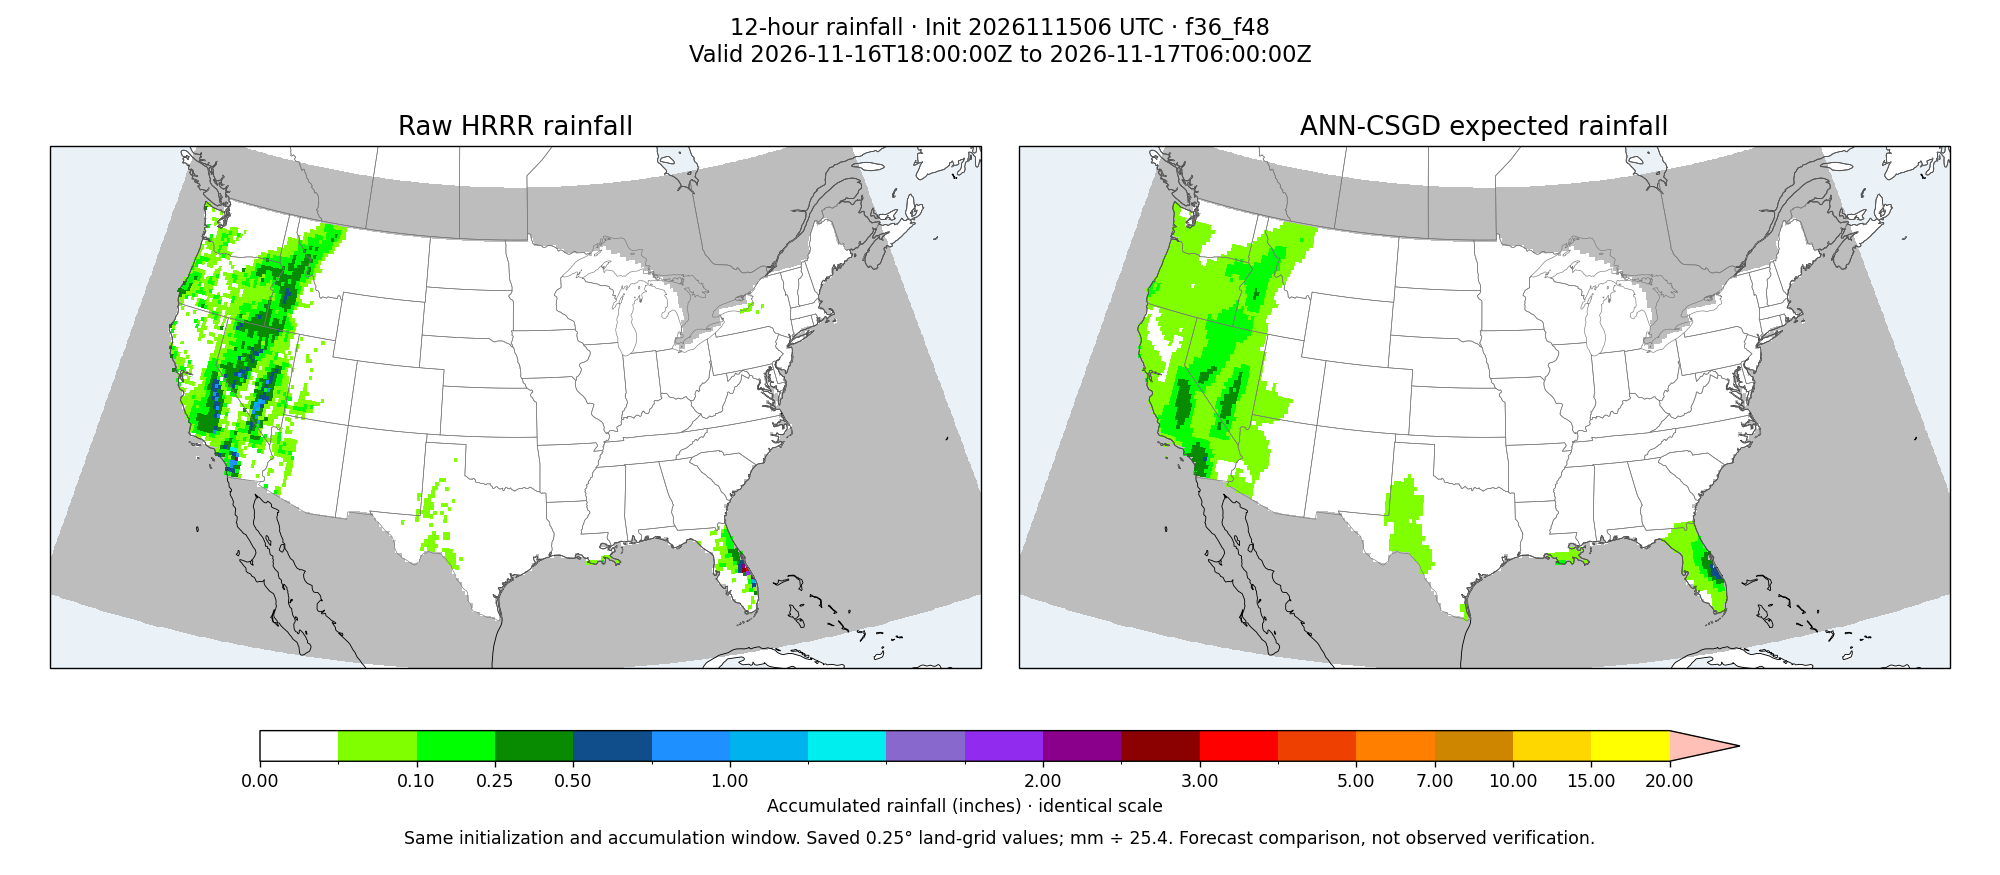 12-hour rainfall · Init 2026111506 UTC · f36_f48
Valid 2026-11-16T18:00:00Z to 2026-11-17T06:00:00Z
Raw HRRR rainfall
ANN-CSGD expected rainfall
0.00 0.10 0.25 0.50 1.00 2.00 3.00 5.00 7.00 10.00 15.00 20.00
Accumulated rainfall (inches) · identical scale
Same initialization and accumulation window. Saved 0.25° land-grid values; mm ÷ 25.4. Forecast comparison, not observed verification.